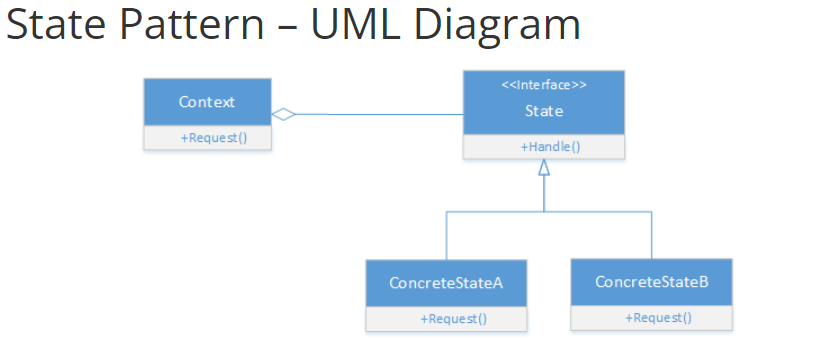 State Pattern – UML Diagram
Context
+Request()
<<Interface>>
State
+Handle()
ConcreteStateA
+Request()
ConcreteStateB
+Request()